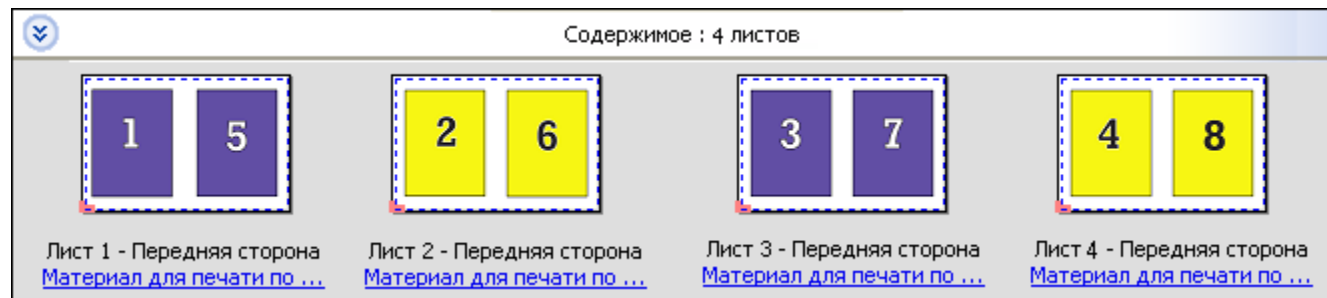 Содержимое : 4 листов
1 5
2 6
3 7
4 8
Лист 1 - Передняя сторона
Материал для печати по ...
Лист 2 - Передняя сторона
Материал для печати по ...
Лист 3 - Передняя сторона
Материал для печати по ...
Лист 4 - Передняя сторона
Материал для печати по ...